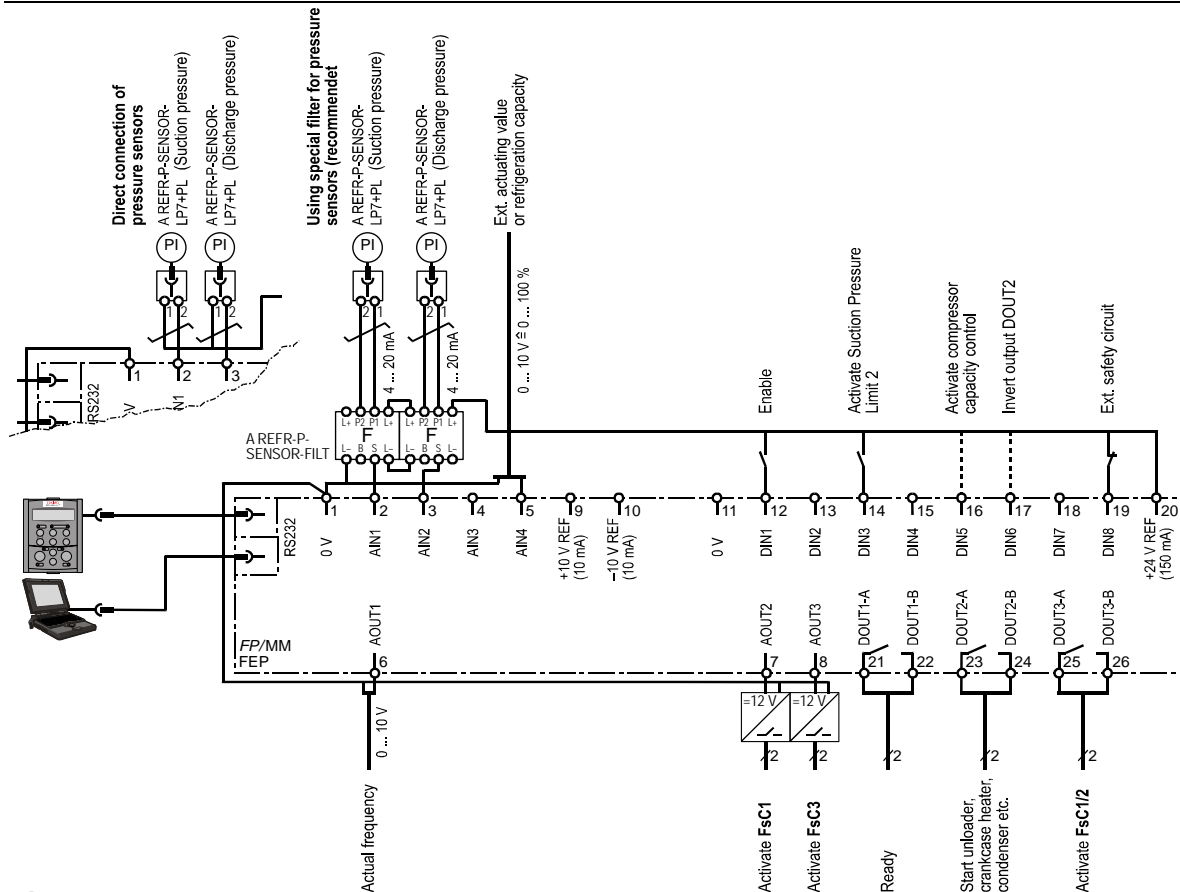 Direct connection of
pressure sensors
A REFR-P-SENSOR-
LP7+PL (Suction pressure)
A REFR-P-SENSOR-
LP7+PL (Discharge pressure)
Using special filter for pressure
sensors (recommendet
A REFR-P-SENSOR-
LP7+PL (Suction pressure)
A REFR-P-SENSOR-
LP7+PL (Discharge pressure)
Ext. actuating value
or refrigeration capacity
PI
PI
PI
PI
1 2
1 2
2 1
2 1
4 ... 20 mA
4 ... 20 mA
0 ... 10 V ≙ 0 ... 100 %
RS232
1
2
3
V
N1
A REFR-P-
SENSOR-FILT
L+ P2 P1 L+
F
L– B S L–
L+ P2 P1 L+
F
L– B S L–
Enable
Activate Suction Pressure
Limit 2
Activate compressor
capacity control
Invert output DOUT2
Ext. safety circuit
RS232
1
2
3
4
5
9
10
11
12
13
14
15
16
17
18
19
20
0 V
AIN1
AIN2
AIN3
AIN4
+10 V REF
(10 mA)
–10 V REF
(10 mA)
0 V
DIN1
DIN2
DIN3
DIN4
DIN5
DIN6
DIN7
DIN8
+24 V REF
(150 mA)
FP/MM
FEP
AOUT1
AOUT2
AOUT3
DOUT1-A
DOUT1-B
DOUT2-A
DOUT2-B
DOUT3-A
DOUT3-B
6
7
8
21
22
23
24
25
26
=12 V
=12 V
0 ... 10 V
2
2
2
2
2
Actual frequency
Activate FsC1
Activate FsC3
Ready
Start unloader,
crankcase heater,
condenser etc.
Activate FsC1/2